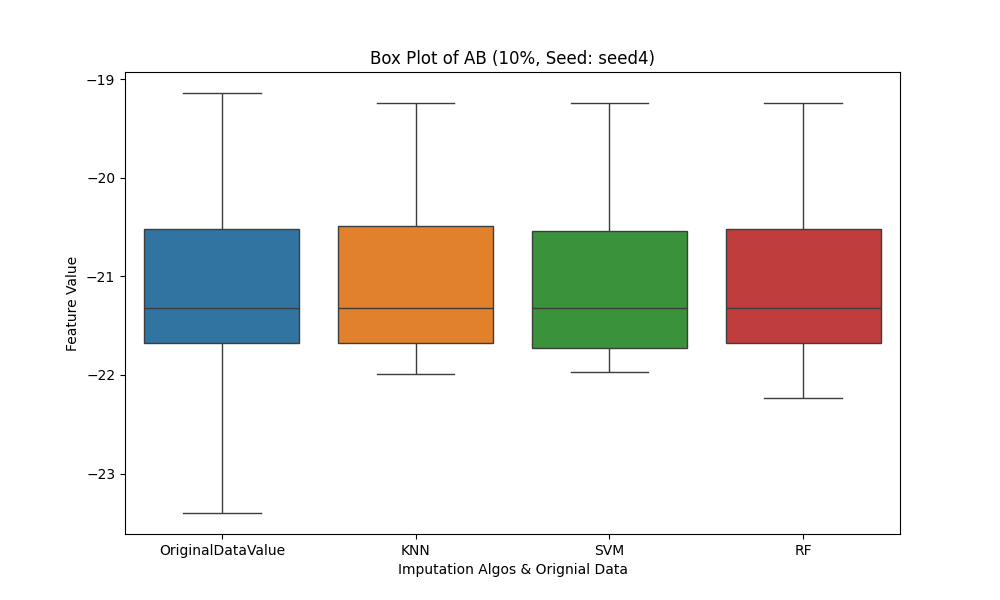 Box Plot of AB (10%, Seed: seed4)
−19
−20
−21
−22
−23
Feature Value
OriginalDataValue KNN SVM RF
Imputation Algos & Orignial Data